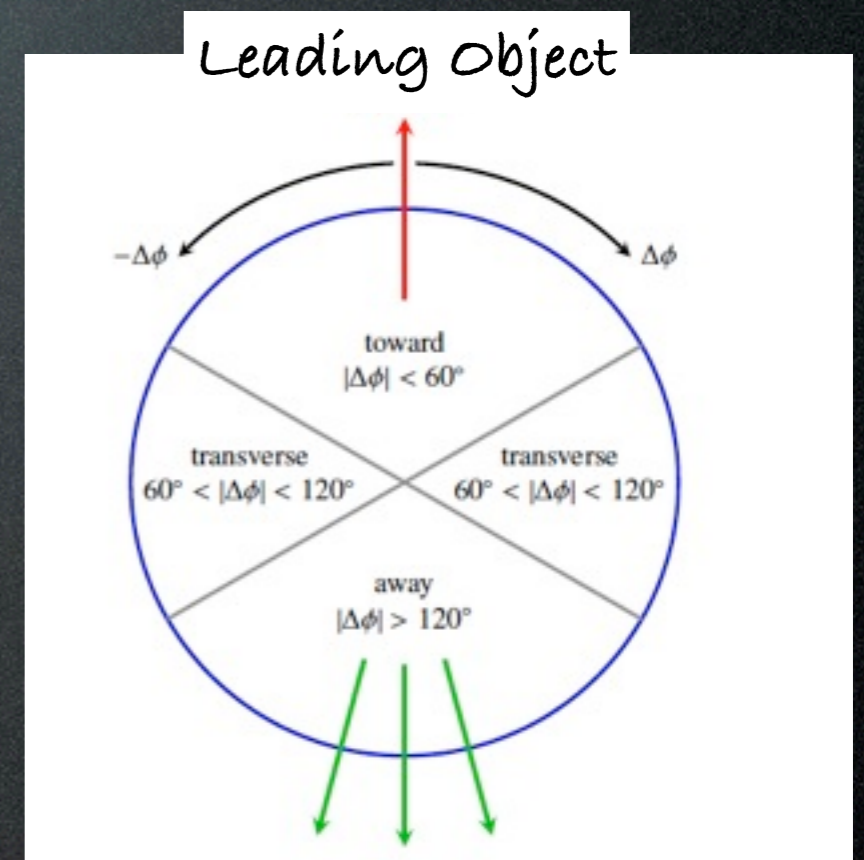 Leading Object
−Δϕ
Δϕ
toward
|Δϕ| < 60°
transverse
60° < |Δϕ| < 120°
transverse
60° < |Δϕ| < 120°
away
|Δϕ| > 120°